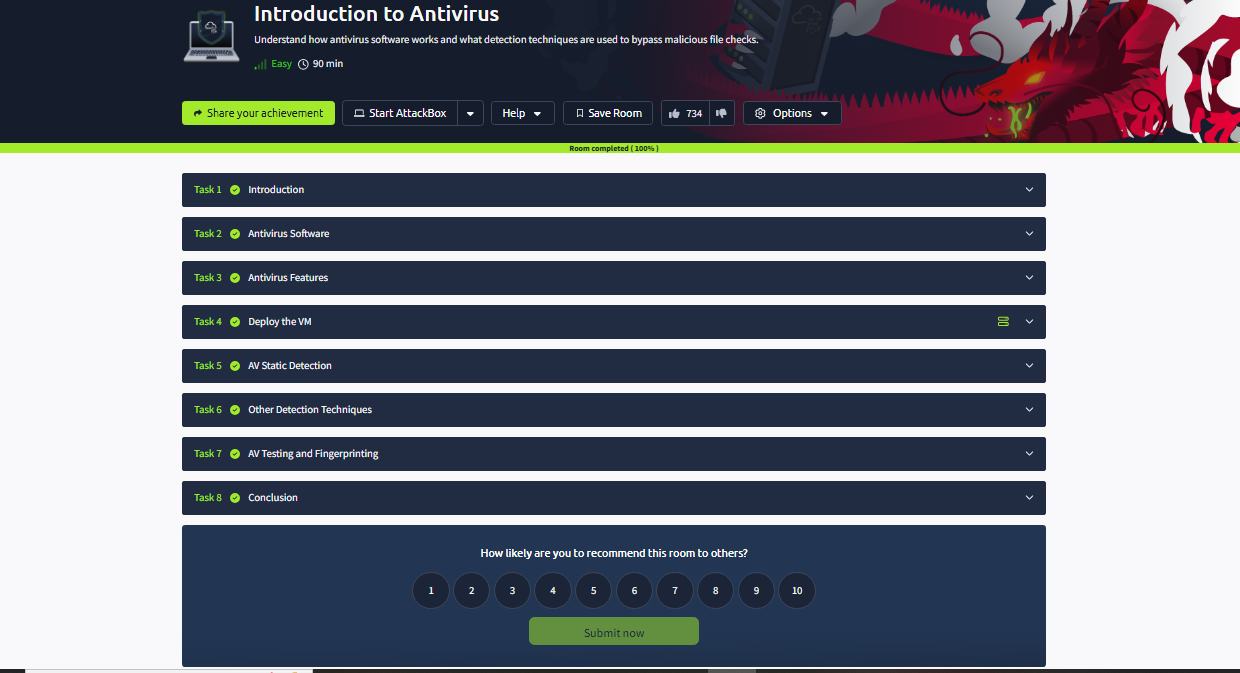 Introduction to Antivirus
Understand how antivirus software works and what detection techniques are used to bypass malicious file checks.
Easy 90 min
Share your achievement Start AttackBox Help Save Room 734 Options
Room completed ( 100% )
Task 1 Introduction
Task 2 Antivirus Software
Task 3 Antivirus Features
Task 4 Deploy the VM
Task 5 AV Static Detection
Task 6 Other Detection Techniques
Task 7 AV Testing and Fingerprinting
Task 8 Conclusion
How likely are you to recommend this room to others?
1 2 3 4 5 6 7 8 9 10
Submit now